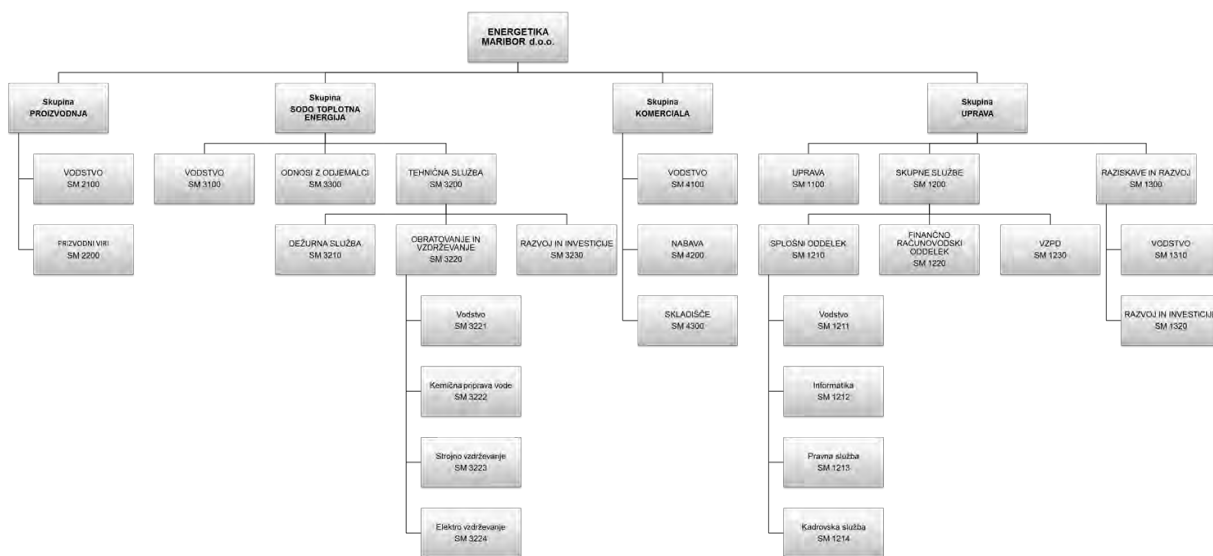 ENERGETIKA
MARIBOR d.o.o.
Skupina
PROIZVODNJA
Skupina
SODO TOPLOTNA
ENERGIJA
Skupina
KOMERCIALA
Skupina
UPRAVA
VODSTVO
SM 2100
VODSTVO
SM 3100
ODNOSI Z ODJEMALCI
SM 3300
TEHNIČNA SLUŽBA
SM 3200
VODSTVO
SM 4100
UPRAVA
SM 1100
SKUPNE SLUŽBE
SM 1200
RAZISKAVE IN RAZVOJ
SM 1300
PRIZVODNI VIRI
SM 2200
DEŽURNA SLUŽBA
SM 3210
OBRATOVANJE IN
VZDRŽEVANJE
SM 3220
RAZVOJ IN INVESTICIJE
SM 3230
NABAVA
SM 4200
SPLOŠNI ODDELEK
SM 1210
FINANČNO
RAČUNOVODSKI
ODDELEK
SM 1220
VZPD
SM 1230
VODSTVO
SM 1310
Vodstvo
SM 3221
SKLADIŠČE
SM 4300
Vodstvo
SM 1211
RAZVOJ IN INVESTICIJE
SM 1320
Kemična priprava vode
SM 3222
Informatika
SM 1212
Strojno vzdrževanje
SM 3223
Pravna služba
SM 1213
Elektro vzdrževanje
SM 3224
Kadrovska služba
SM 1214